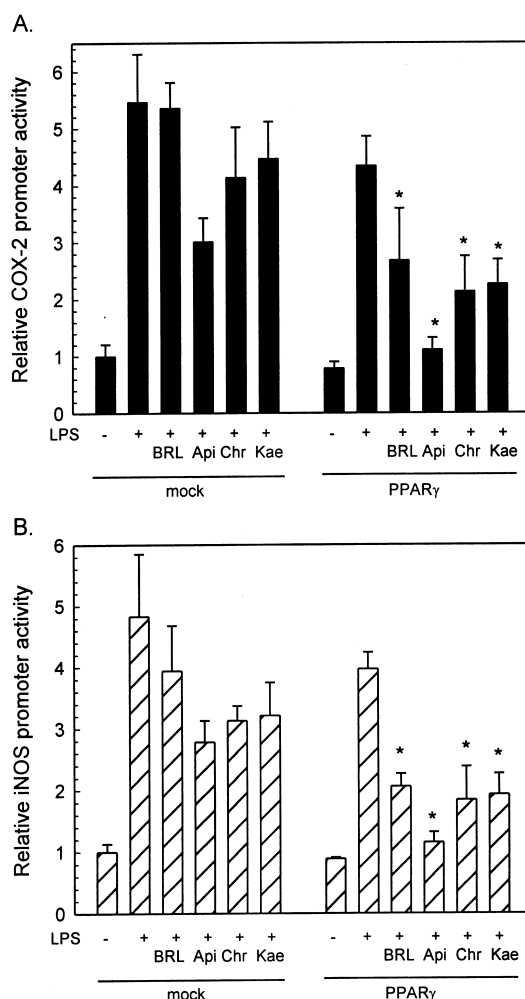 A.
Relative COX-2 promoter activity
6
5
4
3
2
1
0
* * * *
LPS - + + + + + - + + + + +
BRL Api Chr Kae BRL Api Chr Kae
mock PPARγ
B.
Relative iNOS promoter activity
6
5
4
3
2
1
0
* * * *
LPS - + + + + + - + + + + +
BRL Api Chr Kae BRL Api Chr Kae
mock PPARγ